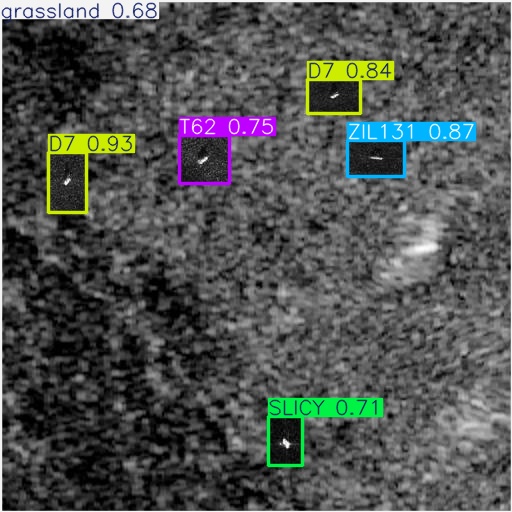 grassland 0.68
D7 0.84
T62 0.75
ZIL131 0.87
D7 0.93
SLICY 0.71